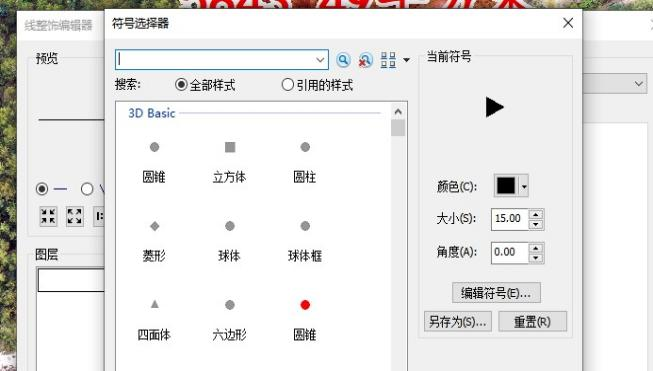 线整饰编辑器
符号选择器
预览
搜索:
全部样式
引用的样式
当前符号
3D Basic
圆锥
立方体
圆柱
颜色(C):
大小(S):
15.00
菱形
球体
球体框
角度(A):
0.00
图层
编辑符号(E)...
另存为(S)...
重置(R)
四面体
六边形
圆锥